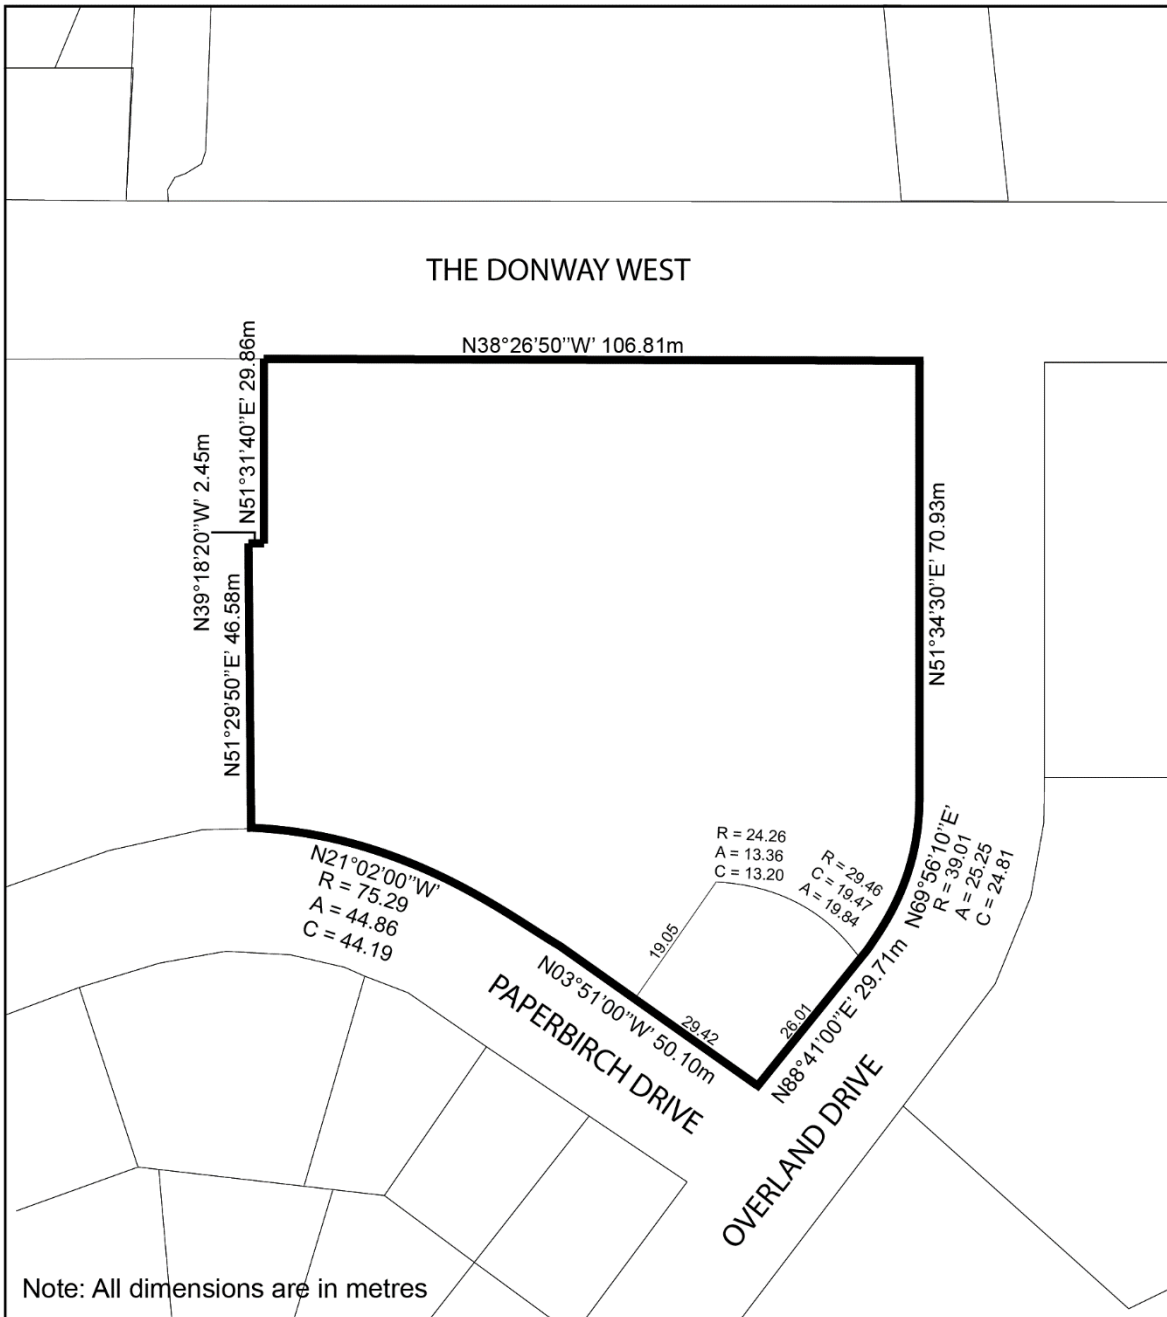 THE DONWAY WEST
N38°26'50"W' 106.81m
N51°31'40"E' 29.86m
N39°18'20"W' 2.45m
N51°29'50"E' 46.58m
N51°34'30"E' 70.93m
R = 24.26
A = 13.36
C = 13.20
R = 29.46
C = 19.47
A = 19.84
N69°56'10"E'
R = 39.01
A = 25.25
C = 24.81
N21°02'00"W'
R = 75.29
A = 44.86
C = 44.19
19.05
29.42
26.01
N03°51'00"W' 50.10m
N88°41'00"E' 29.71m
PAPERBIRCH DRIVE
OVERLAND DRIVE
Note: All dimensions are in metres